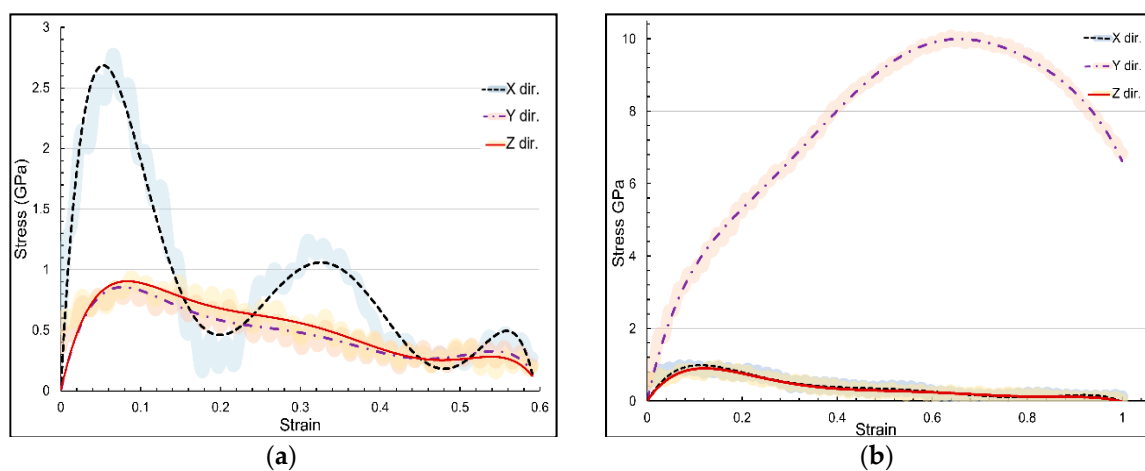 3
2.5
2
1.5
1
0.5
0
Stress (GPa)
0 0.1 0.2 0.3 0.4 0.5 0.6
Strain
X dir.
Y dir.
Z dir.
(a)
10
8
6
4
2
0
Stress GPa
0 0.2 0.4 0.6 0.8 1
Strain
X dir.
Y dir.
Z dir.
(b)